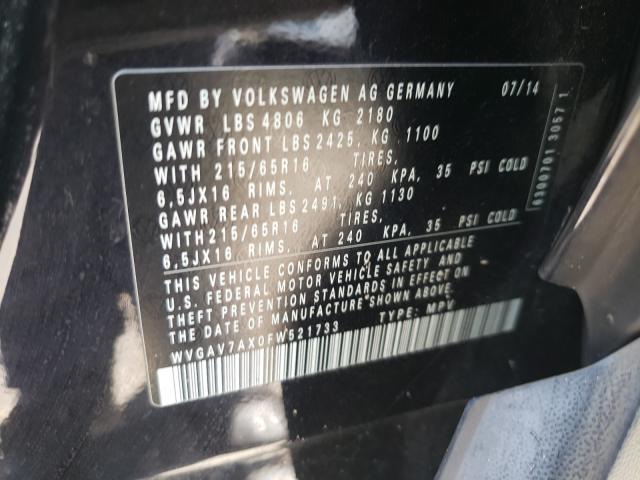 MFD BY VOLKSWAGEN AG GERMANY 07/14
GVWR LBS 4806 KG 2180
GAWR FRONT LBS 2425, KG 1100
WITH 215/65R16 TIRES,
6,5JX16 RIMS, AT 240 KPA, 35 PSI COLD
GAWR REAR LBS 2491, KG 1130
WITH 215/65R16 TIRES,
6,5JX16 RIMS, AT 240 KPA, 35 PSI COLD
THIS VEHICLE CONFORMS TO ALL APPLICABLE
U.S. FEDERAL MOTOR VEHICLE SAFETY AND
THEFT PREVENTION STANDARDS IN EFFECT ON
THE DATE OF MANUFACTURE SHOWN ABOVE.
WVGAV7AX0FW521733 TYPE: MPV